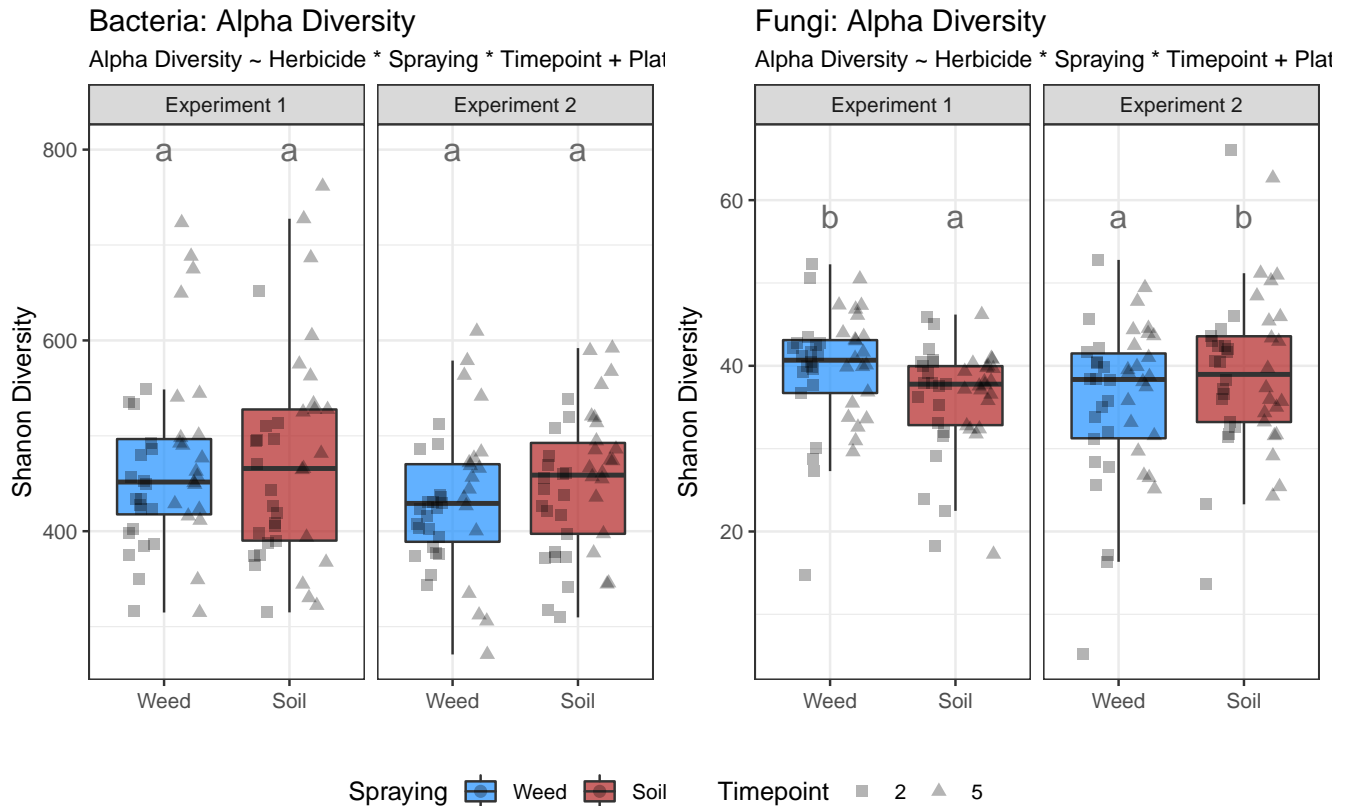 Bacteria: Alpha Diversity
Alpha Diversity ~ Herbicide * Spraying * Timepoint + Plat
Experiment 1
Experiment 2
a
a
a
a
800
600
400
Shannon Diversity
Weed
Soil
Weed
Soil
Fungi: Alpha Diversity
Alpha Diversity ~ Herbicide * Spraying * Timepoint + Plat
Experiment 1
Experiment 2
b
a
a
b
60
40
20
Shannon Diversity
Weed
Soil
Weed
Soil
Spraying Weed Soil Timepoint 2 5